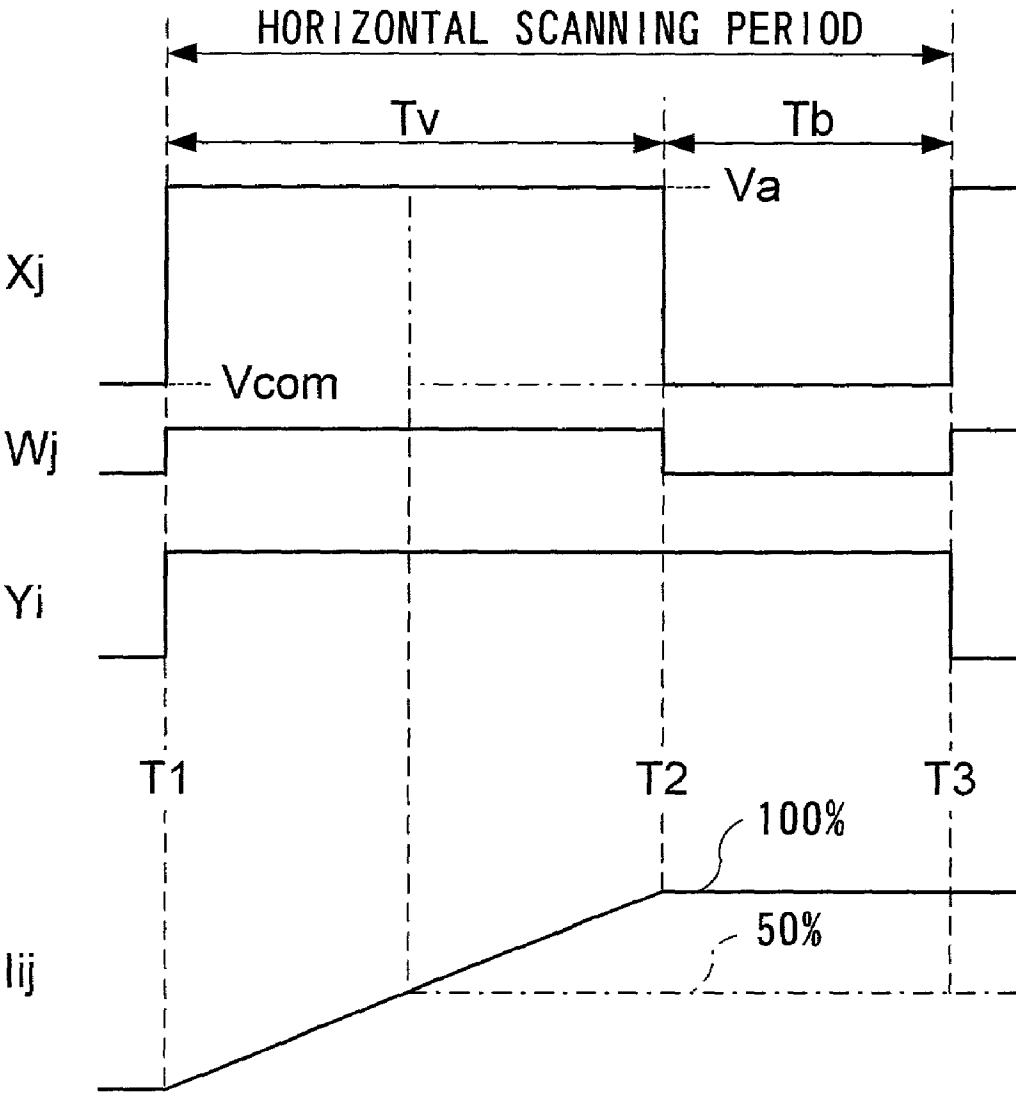 HORIZONTAL SCANNING PERIOD
Tv Tb
Va
Xj
Vcom
Wj
Yi
T1 T2 T3
100%
50%
Iij